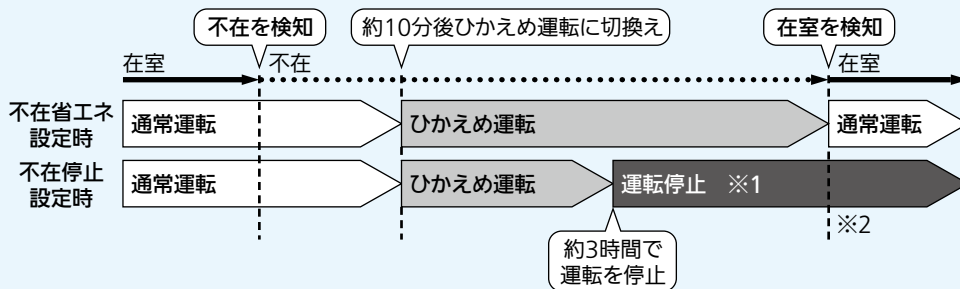 不在を検知
約10分後ひかえめ運転に切換え
在室を検知
在室
不在
在室
不在省エネ
設定時
通常運転
ひかえめ運転
通常運転
不在停止
設定時
通常運転
ひかえめ運転
運転停止 ※1
※2
約3時間で
運転を停止